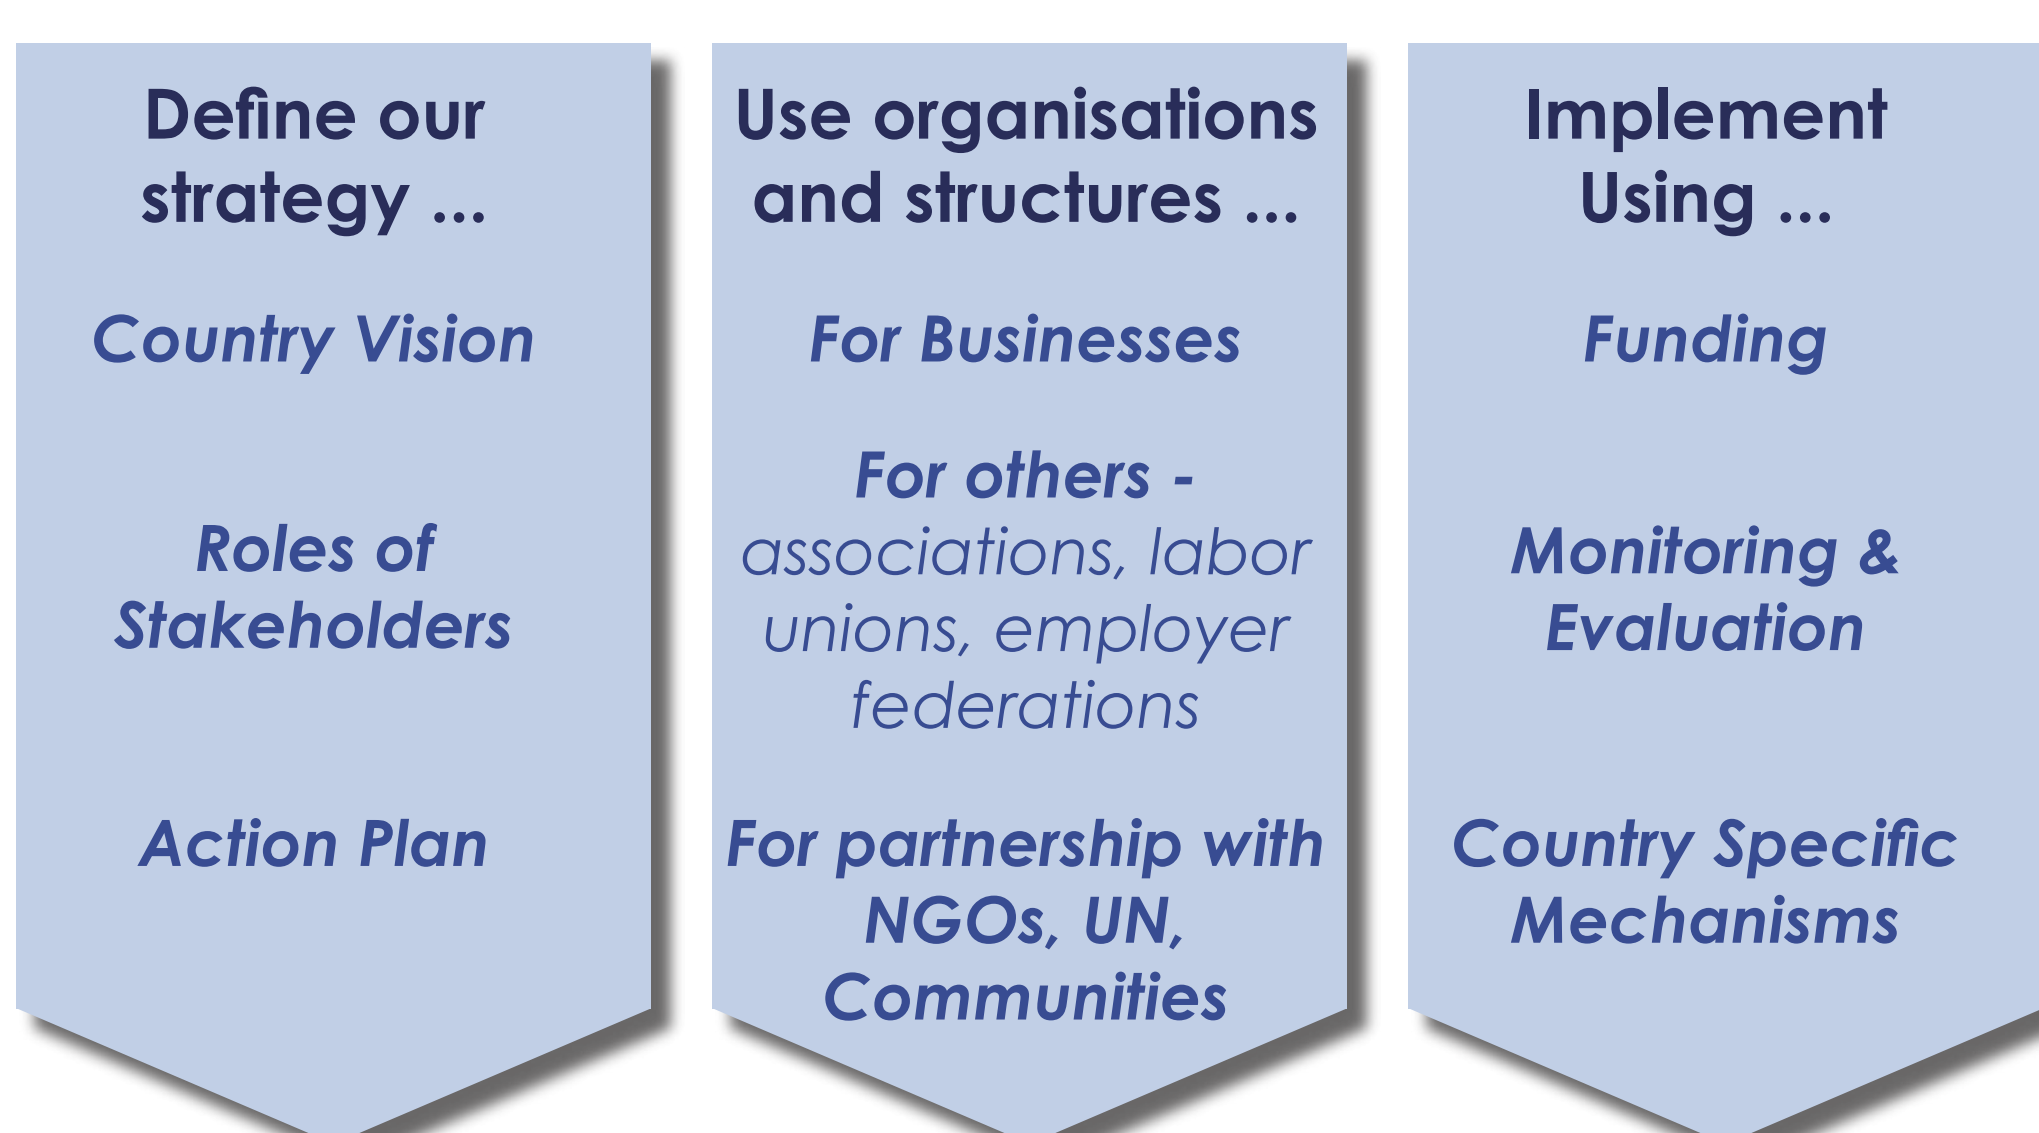 Define our
strategy ...
Country Vision
Roles of
Stakeholders
Action Plan
Use organisations
and structures ...
For Businesses
For others -
associations, labor
unions, employer
federations
For partnership with
NGOs, UN,
Communities
Implement
Using ...
Funding
Monitoring &
Evaluation
Country Specific
Mechanisms